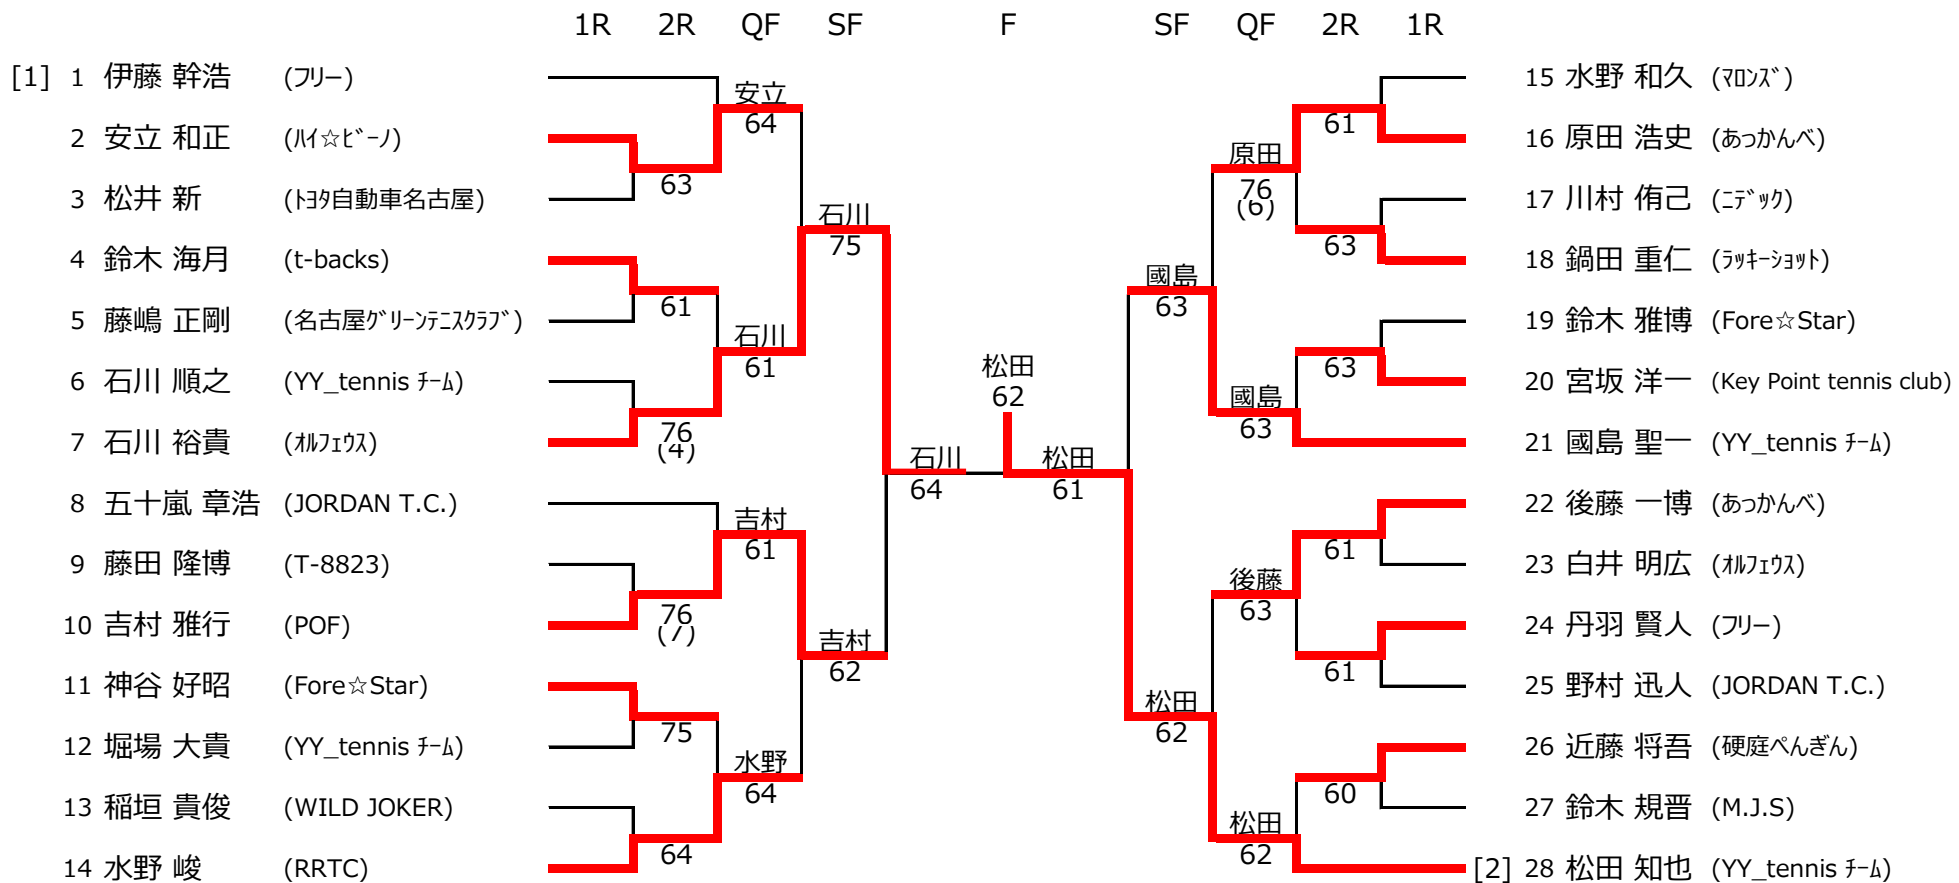 1R 2R QF SF F SF QF 2R 1R
[1] 1 伊藤 幹浩 (フリー)
2 安立 和正 (ハイ☆ビーノ)
3 松井 新 (トヨタ自動車名古屋)
4 鈴木 海月 (t-backs)
5 藤嶋 正剛 (名古屋グリーンテニスクラブ)
6 石川 順之 (YY_tennis チーム)
7 石川 裕貴 (オルフェウス)
8 五十嵐 章浩 (JORDAN T.C.)
9 藤田 隆博 (T-8823)
10 吉村 雅行 (POF)
11 神谷 好昭 (Fore☆Star)
12 堀場 大貴 (YY_tennis チーム)
13 稲垣 貴俊 (WILD JOKER)
14 水野 峻 (RRTC)
63
61
76
(4)
76
(7)
75
64
安立
64
石川
61
吉村
61
水野
64
石川
75
吉村
62
石川
64
松田
62
松田
61
國島
63
松田
62
原田
76
(6)
國島
63
後藤
63
松田
62
61
63
63
61
61
60
15 水野 和久 (マロンズ)
16 原田 浩史 (あっかんべ)
17 川村 侑己 (ニデック)
18 鍋田 重仁 (ラッキーショット)
19 鈴木 雅博 (Fore☆Star)
20 宮坂 洋一 (Key Point tennis club)
21 國島 聖一 (YY_tennis チーム)
22 後藤 一博 (あっかんべ)
23 白井 明広 (オルフェウス)
24 丹羽 賢人 (フリー)
25 野村 迅人 (JORDAN T.C.)
26 近藤 将吾 (硬庭ぺんぎん)
27 鈴木 規晋 (M.J.S)
[2] 28 松田 知也 (YY_tennis チーム)